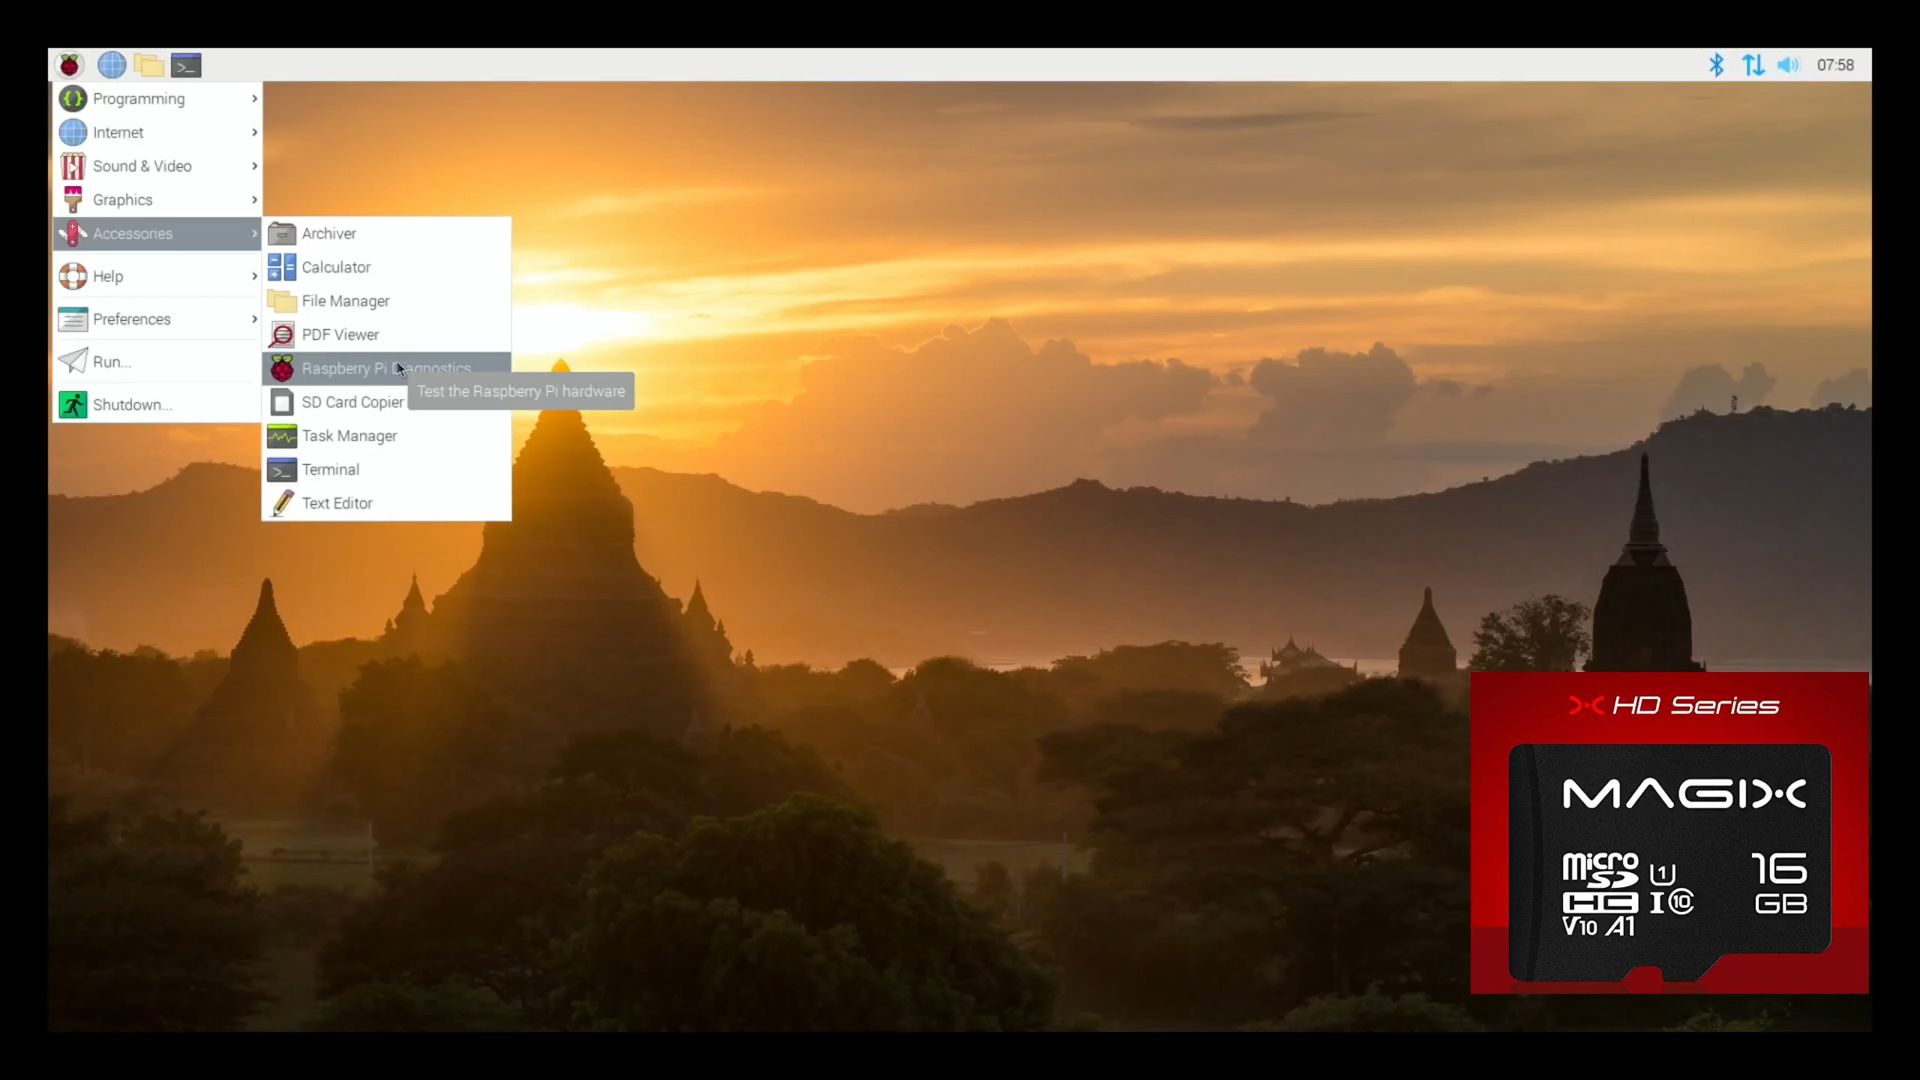 07:58
Programming
Internet
Sound & Video
Graphics
Accessories
Help
Preferences
Run...
Shutdown...
Archiver
Calculator
File Manager
PDF Viewer
Raspberry Pi Diagnostics
Test the Raspberry Pi hardware
SD Card Copier
Task Manager
Terminal
Text Editor
HD Series
MAGIX
micro SD HC I U1 10
V10 A1
16
GB